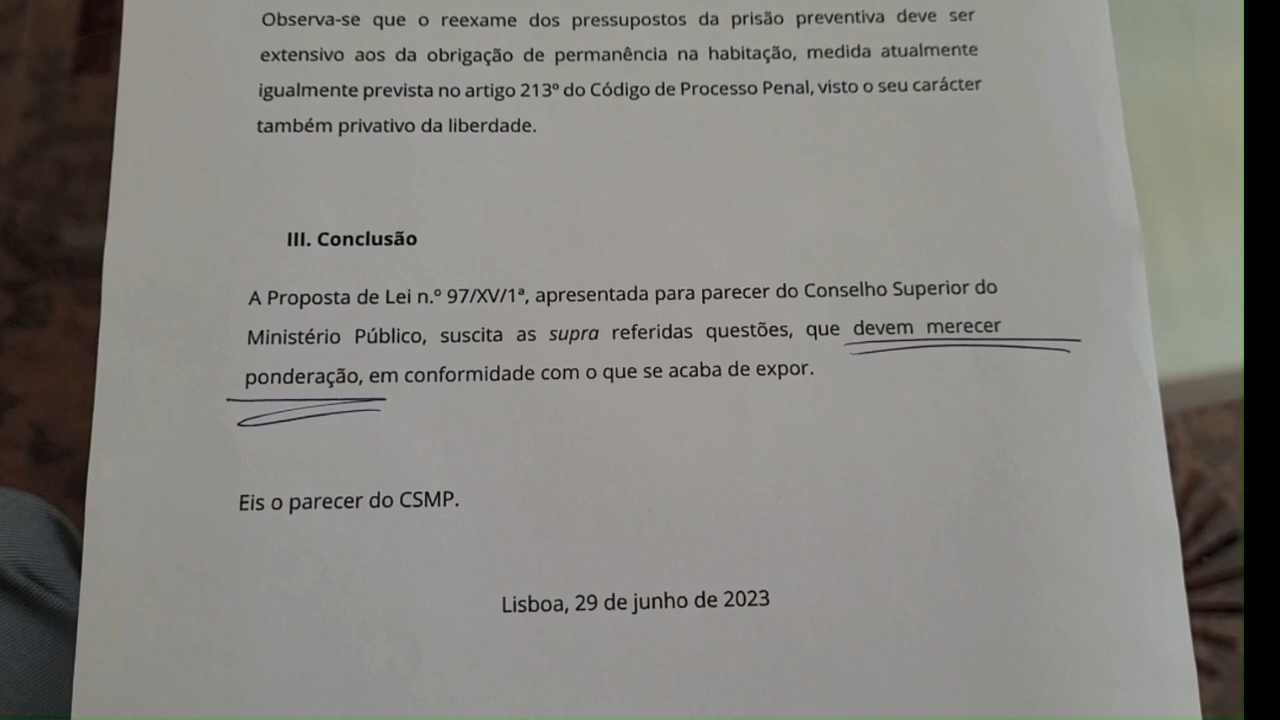 Observa-se que o reexame dos pressupostos da prisão preventiva deve ser
extensivo aos da obrigação de permanência na habitação, medida atualmente
igualmente prevista no artigo 213º do Código de Processo Penal, visto o seu carácter
também privativo da liberdade.
III. Conclusão
A Proposta de Lei n.º 97/XV/1ª, apresentada para parecer do Conselho Superior do
Ministério Público, suscita as supra referidas questões, que devem merecer
ponderação, em conformidade com o que se acaba de expor.
Eis o parecer do CSMP.
Lisboa, 29 de junho de 2023